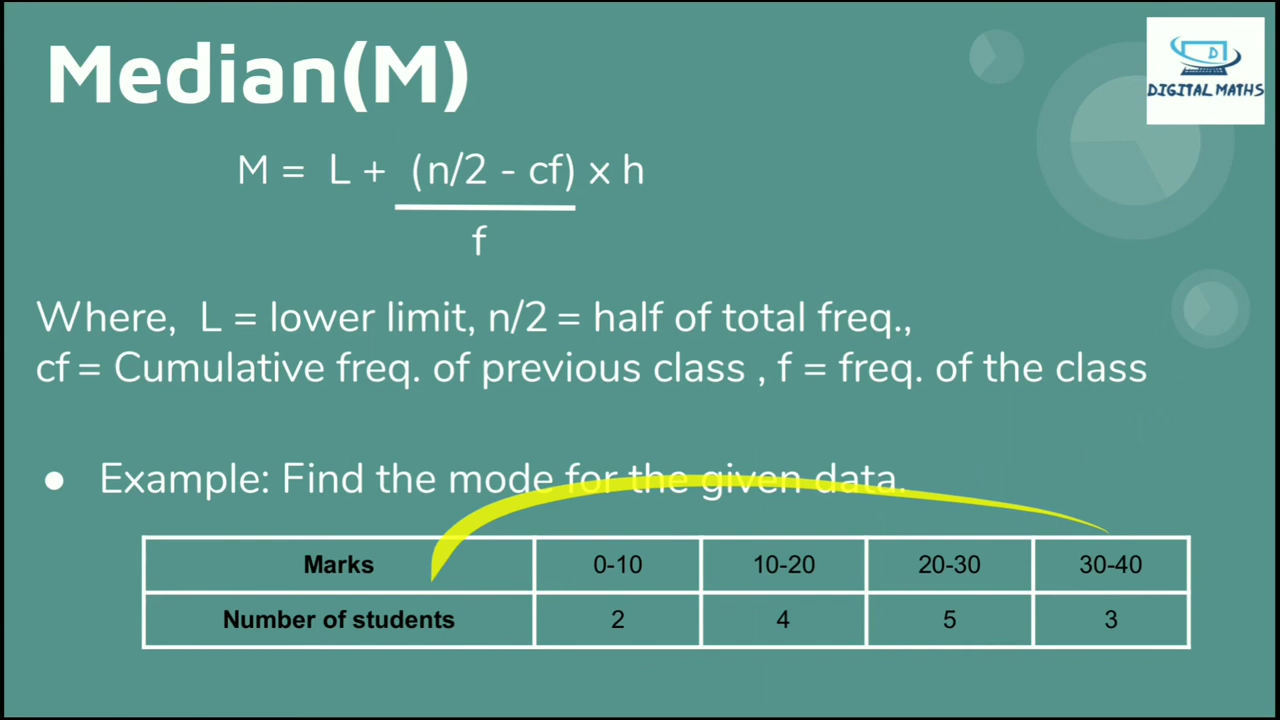 Median(M)
DIGITAL MATHS
M = L + (n/2 - cf) x h
f
Where, L = lower limit, n/2 = half of total freq.,
cf = Cumulative freq. of previous class , f = freq. of the class
● Example: Find the mode for the given data.
Marks 0-10 10-20 20-30 30-40
Number of students 2 4 5 3